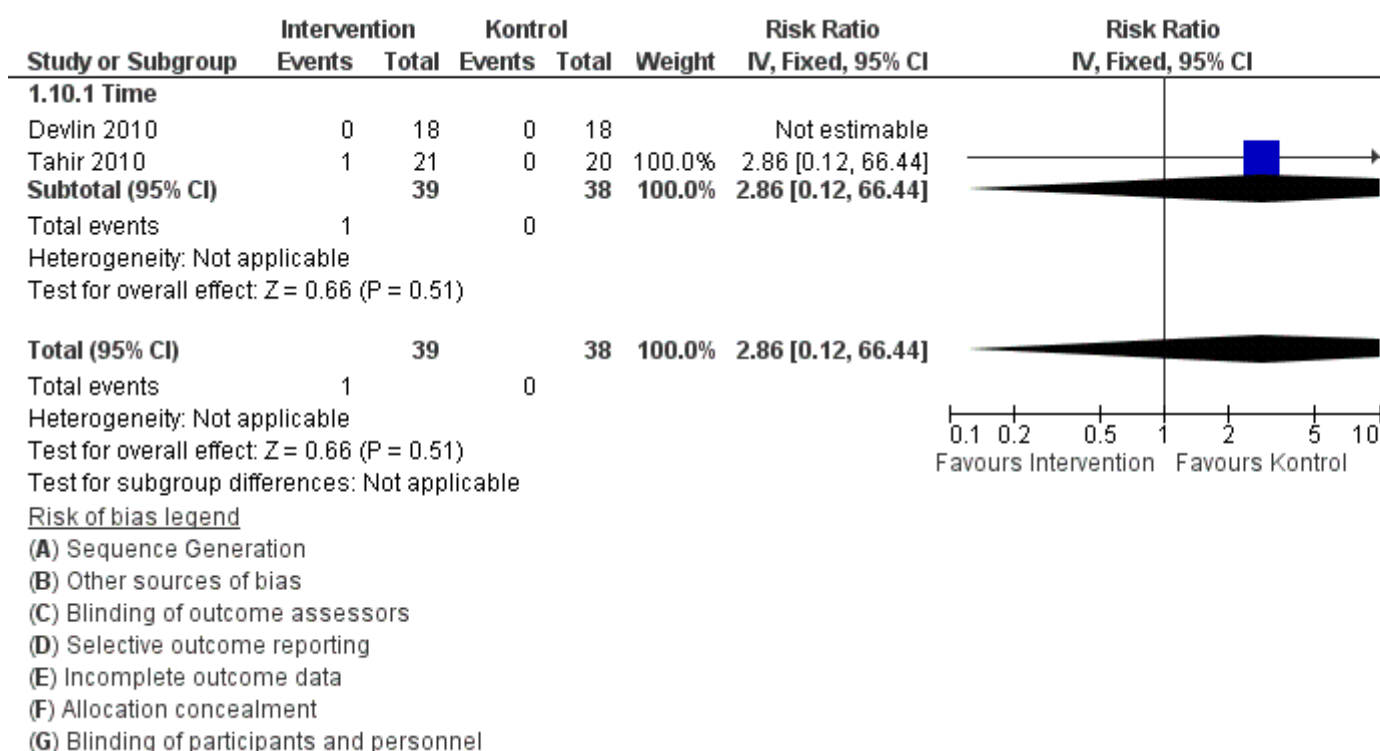 Intervention Kontrol Risk Ratio Risk Ratio
Study or Subgroup Events Total Events Total Weight IV, Fixed, 95% CI IV, Fixed, 95% CI
1.10.1 Time
Devlin 2010 0 18 0 18 Not estimable
Tahir 2010 1 21 0 20 100.0% 2.86 [0.12, 66.44]
Subtotal (95% CI) 39 38 100.0% 2.86 [0.12, 66.44]
Total events 1 0
Heterogeneity: Not applicable
Test for overall effect: Z = 0.66 (P = 0.51)
Total (95% CI) 39 38 100.0% 2.86 [0.12, 66.44]
Total events 1 0
Heterogeneity: Not applicable
0.1 0.2 0.5 1 2 5 10
Test for overall effect: Z = 0.66 (P = 0.51)
Favours Intervention Favours Kontrol
Test for subgroup differences: Not applicable
Risk of bias legend
(A) Sequence Generation
(B) Other sources of bias
(C) Blinding of outcome assessors
(D) Selective outcome reporting
(E) Incomplete outcome data
(F) Allocation concealment
(G) Blinding of participants and personnel